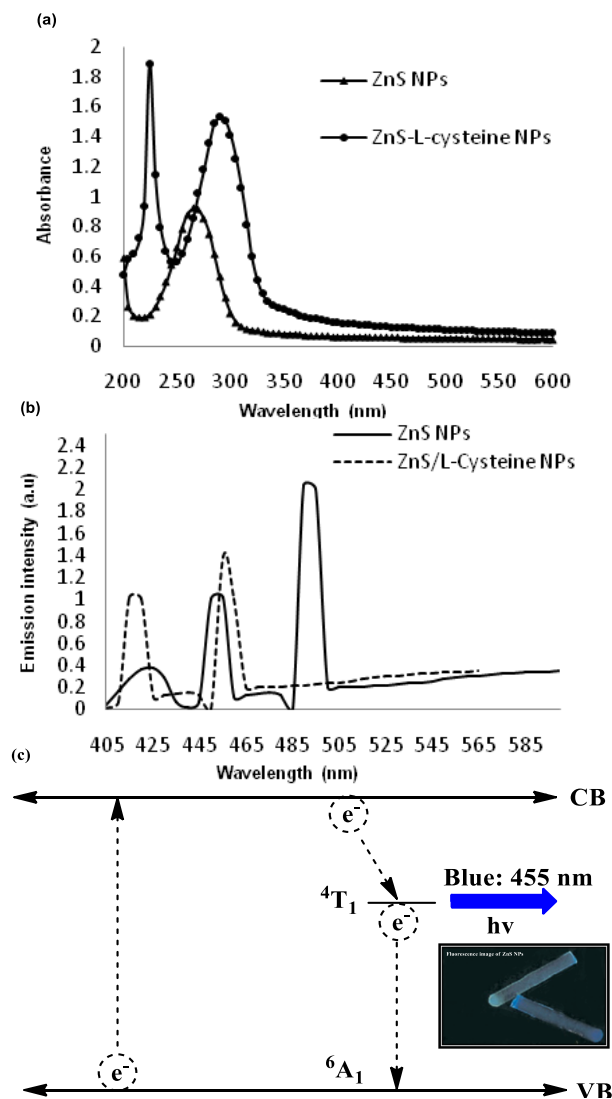 (a)
2
1.8
1.6
1.4
1.2
1
0.8
0.6
0.4
0.2
0
Absorbance
ZnS NPs
ZnS-L-cysteine NPs
200 250 300 350 400 450 500 550 600
Wavelength (nm)
(b)
ZnS NPs
ZnS/L-Cysteine NPs
2.4
2.2
2
1.8
1.6
1.4
1.2
1
0.8
0.6
0.4
0.2
0
Emission intensity (a.u)
405 425 445 465 485 505 525 545 565 585
Wavelength (nm)
(c)
CB
e-
⁴T₁
Blue: 455 nm
e-
hv
Fluorescence image of ZnS NPs
e-
⁶A₁
VB